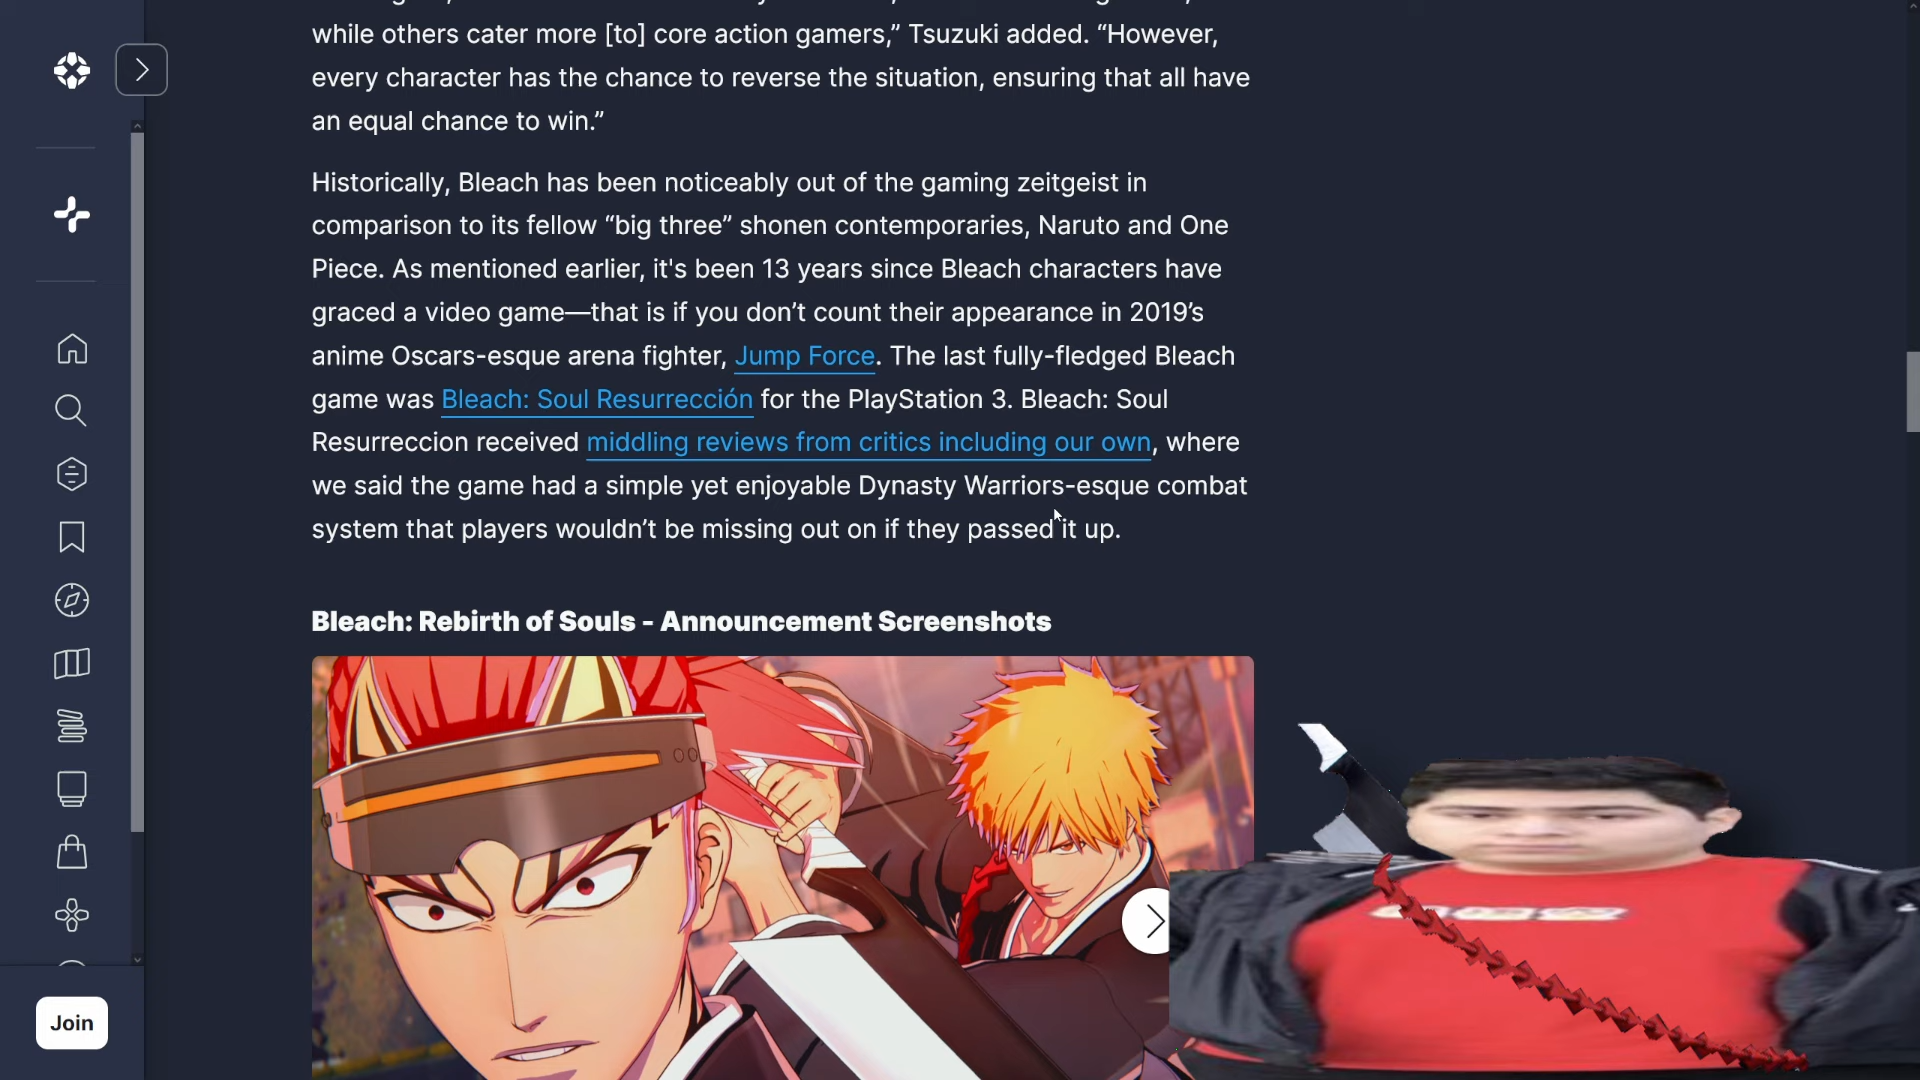 while others cater more [to] core action gamers,” Tsuzuki added. “However,
every character has the chance to reverse the situation, ensuring that all have
an equal chance to win.”
Historically, Bleach has been noticeably out of the gaming zeitgeist in
comparison to its fellow “big three” shonen contemporaries, Naruto and One
Piece. As mentioned earlier, it's been 13 years since Bleach characters have
graced a video game—that is if you don’t count their appearance in 2019’s
anime Oscars-esque arena fighter, Jump Force. The last fully-fledged Bleach
game was Bleach: Soul Resurrección for the PlayStation 3. Bleach: Soul
Resurreccion received middling reviews from critics including our own, where
we said the game had a simple yet enjoyable Dynasty Warriors-esque combat
system that players wouldn’t be missing out on if they passed it up.
Bleach: Rebirth of Souls - Announcement Screenshots
Join